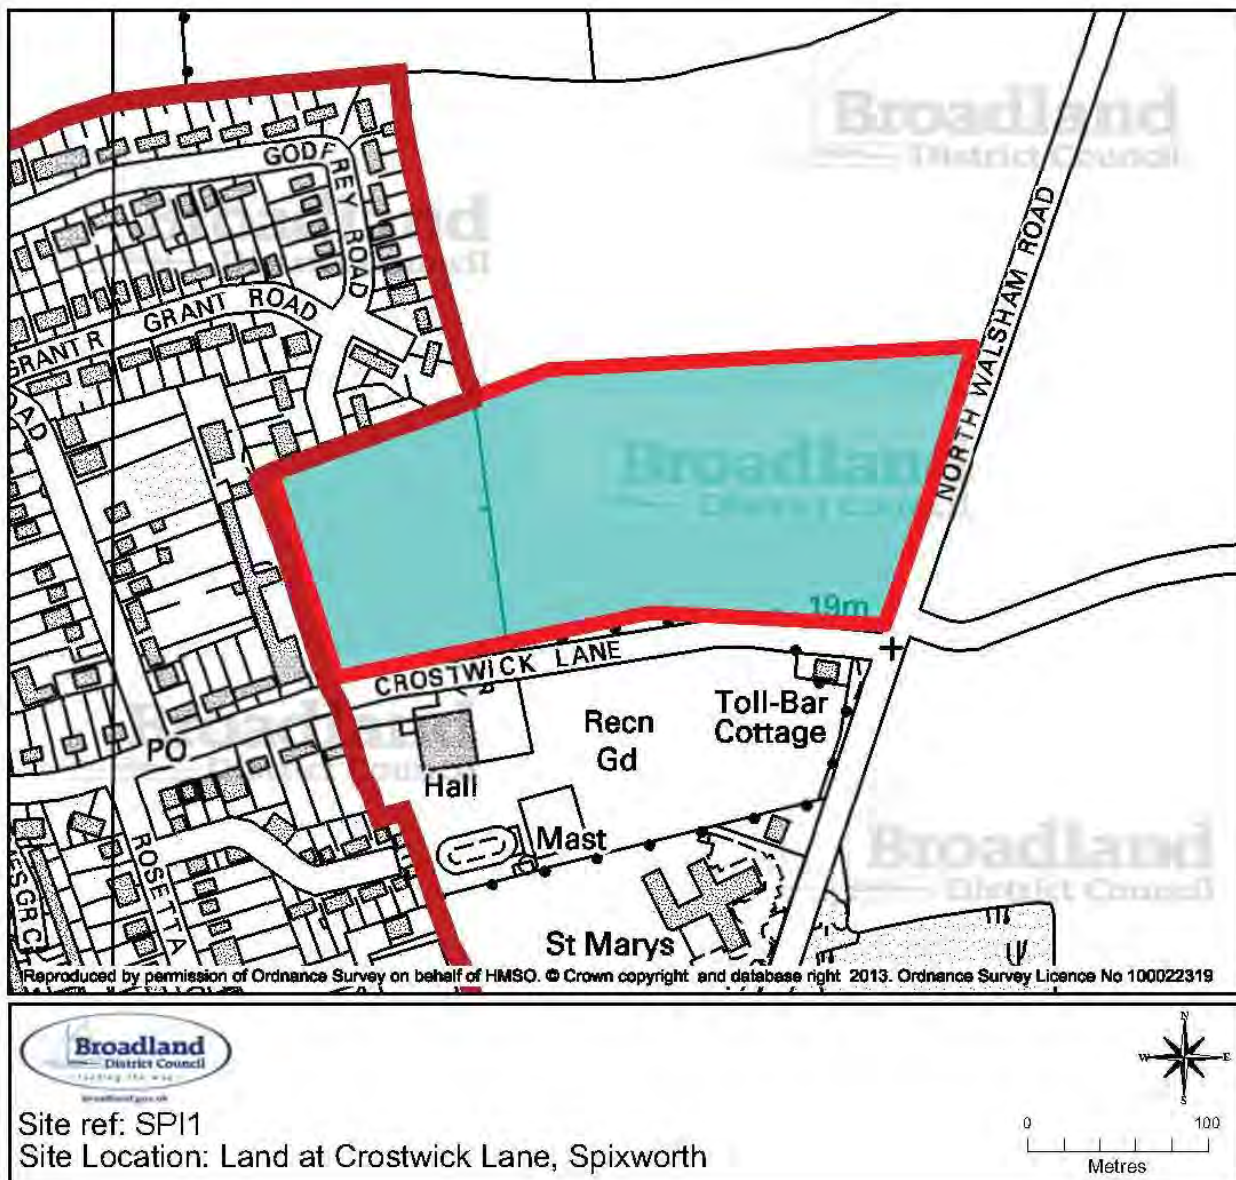 Broadland
District Council
GODFREY ROAD
GRANT ROAD
GRANT R
OAD
NORTH WALSHAM ROAD
Broadland
District Council
19m
CROSTWICK LANE
Toll-Bar
Cottage
Recn
Gd
PO
Hall
Mast
ROSETTA
Broadland
District Council
St Marys
Reproduced by permission of Ordnance Survey on behalf of HMSO. © Crown copyright and database right 2013. Ordnance Survey Licence No 100022319
Broadland
District Council
N
W E
S
Site ref: SPI1
Site Location: Land at Crostwick Lane, Spixworth
0 100
Metres